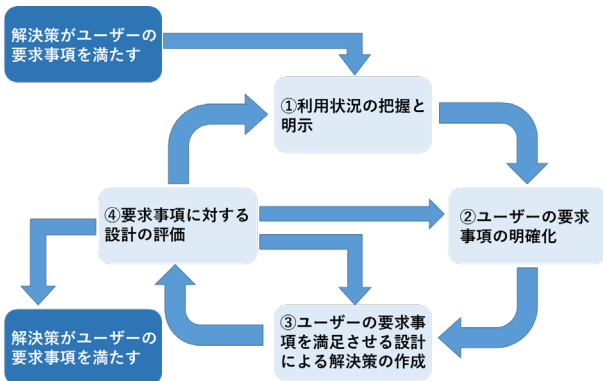 解決策がユーザーの
要求事項を満たす
①利用状況の把握と
明示
④要求事項に対する
設計の評価
②ユーザーの要求
事項の明確化
解決策がユーザーの
要求事項を満たす
③ユーザーの要求事
項を満足させる設計
による解決策の作成